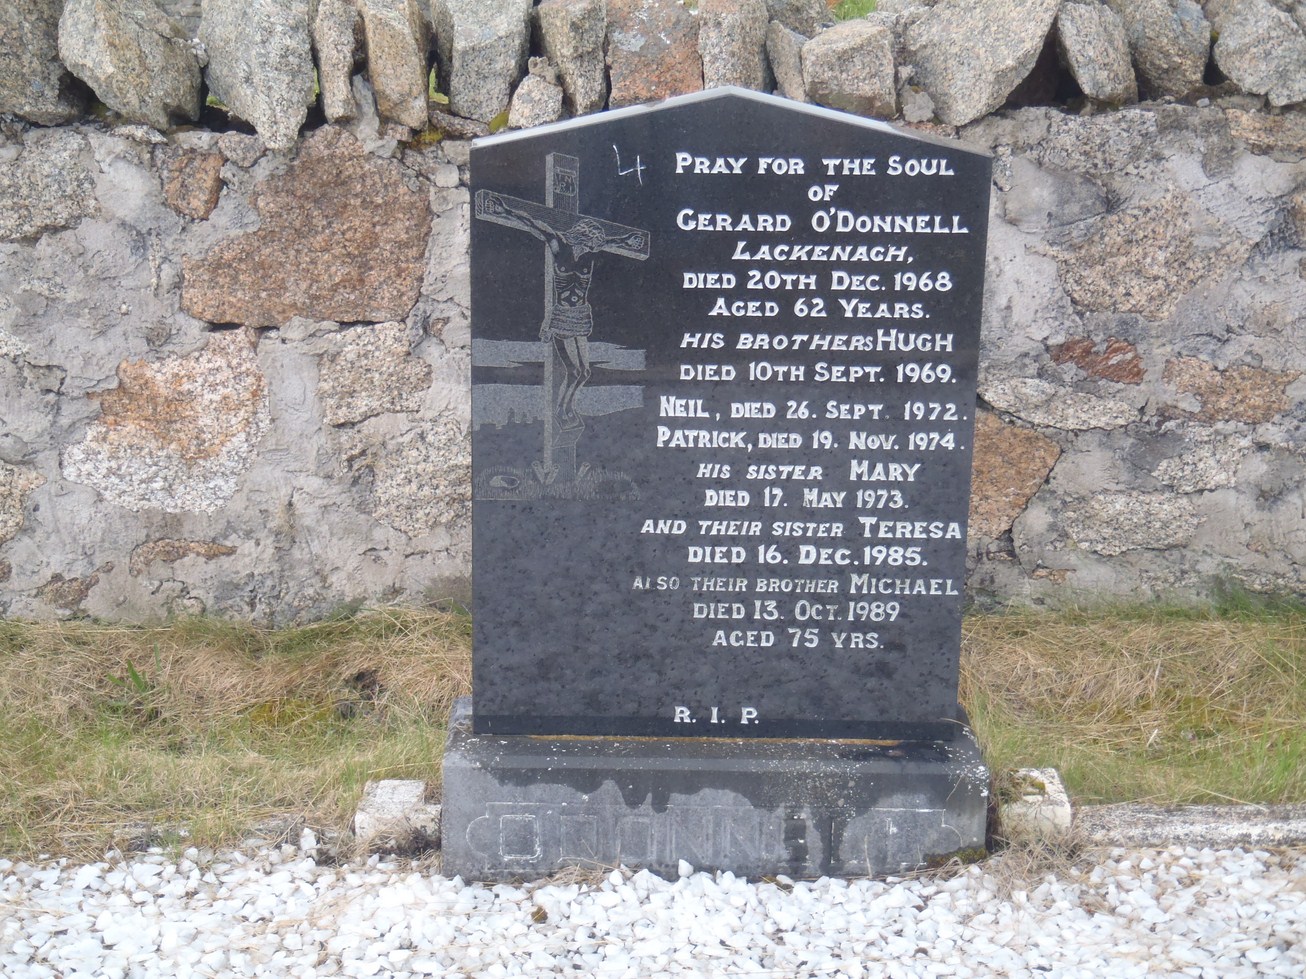 4
PRAY FOR THE SOUL
OF
GERARD O'DONNELL
LACKENAGH,
DIED 20TH DEC. 1968
AGED 62 YEARS.
HIS BROTHERS HUGH
DIED 10TH SEPT. 1969.
NEIL, DIED 26. SEPT. 1972.
PATRICK, DIED 19. NOV. 1974.
HIS SISTER MARY
DIED 17. MAY 1973.
AND THEIR SISTER TERESA
DIED 16. DEC. 1985.
ALSO THEIR BROTHER MICHAEL
DIED 13. OCT. 1989
AGED 75 YRS.
R. I. P.